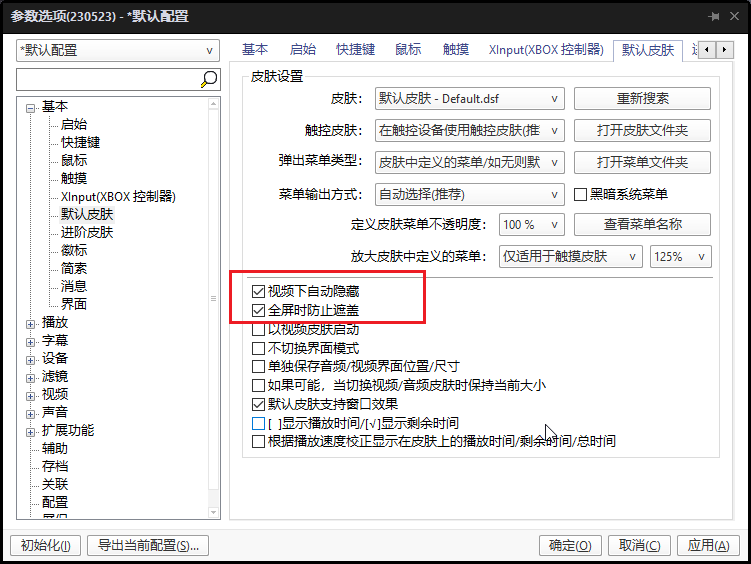 参数选项(230523) - *默认配置
*默认配置
基本
启始
快捷键
鼠标
触摸
XInput(XBOX 控制器)
默认皮肤
进阶皮肤
徽标
简索
消息
界面
播放
字幕
设备
滤镜
视频
声音
扩展功能
辅助
存档
关联
配置
基本 启始 快捷键 鼠标 触摸 XInput(XBOX 控制器) 默认皮肤
皮肤设置
皮肤: 默认皮肤 - Default.dsf 重新搜索
触控皮肤: 在触控设备使用触控皮肤(推 打开皮肤文件夹
弹出菜单类型: 皮肤中定义的菜单/如无则默 打开菜单文件夹
菜单输出方式: 自动选择(推荐) 黑暗系统菜单
定义皮肤菜单不透明度: 100 % 查看菜单名称
放大皮肤中定义的菜单: 仅适用于触摸皮肤 125%
视频下自动隐藏
全屏时防止遮盖
以视频皮肤启动
不切换界面模式
单独保存音频/视频界面位置/尺寸
如果可能，当切换视频/音频皮肤时保持当前大小
默认皮肤支持窗口效果
[ ]显示播放时间/[√]显示剩余时间
根据播放速度校正显示在皮肤上的播放时间/剩余时间/总时间
初始化(I) 导出当前配置(S)... 确定(O) 取消(C) 应用(A)